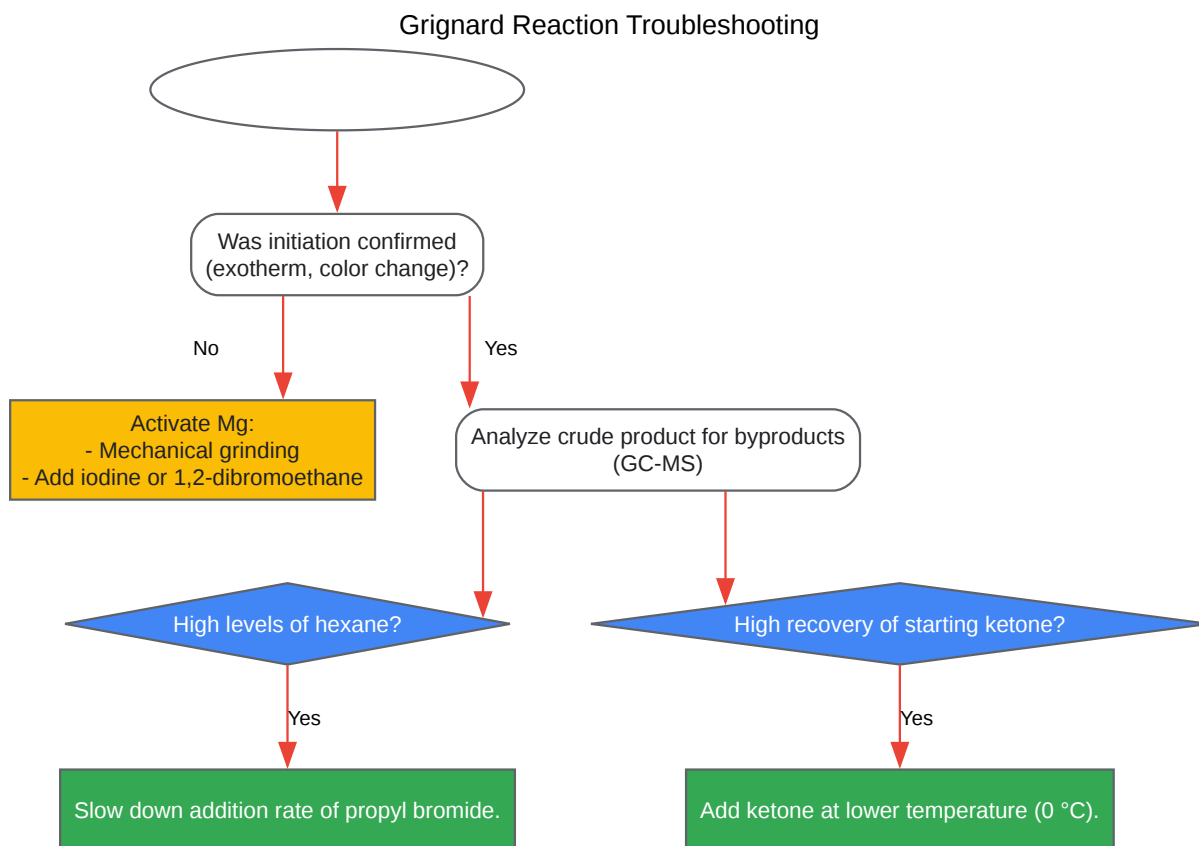 Grignard Reaction Troubleshooting
Was initiation confirmed
(exotherm, color change)?
No
Yes
Activate Mg:
- Mechanical grinding
- Add iodine or 1,2-dibromoethane
Analyze crude product for byproducts
(GC-MS)
High levels of hexane?
High recovery of starting ketone?
Yes
Yes
Slow down addition rate of propyl bromide.
Add ketone at lower temperature (0 °C).